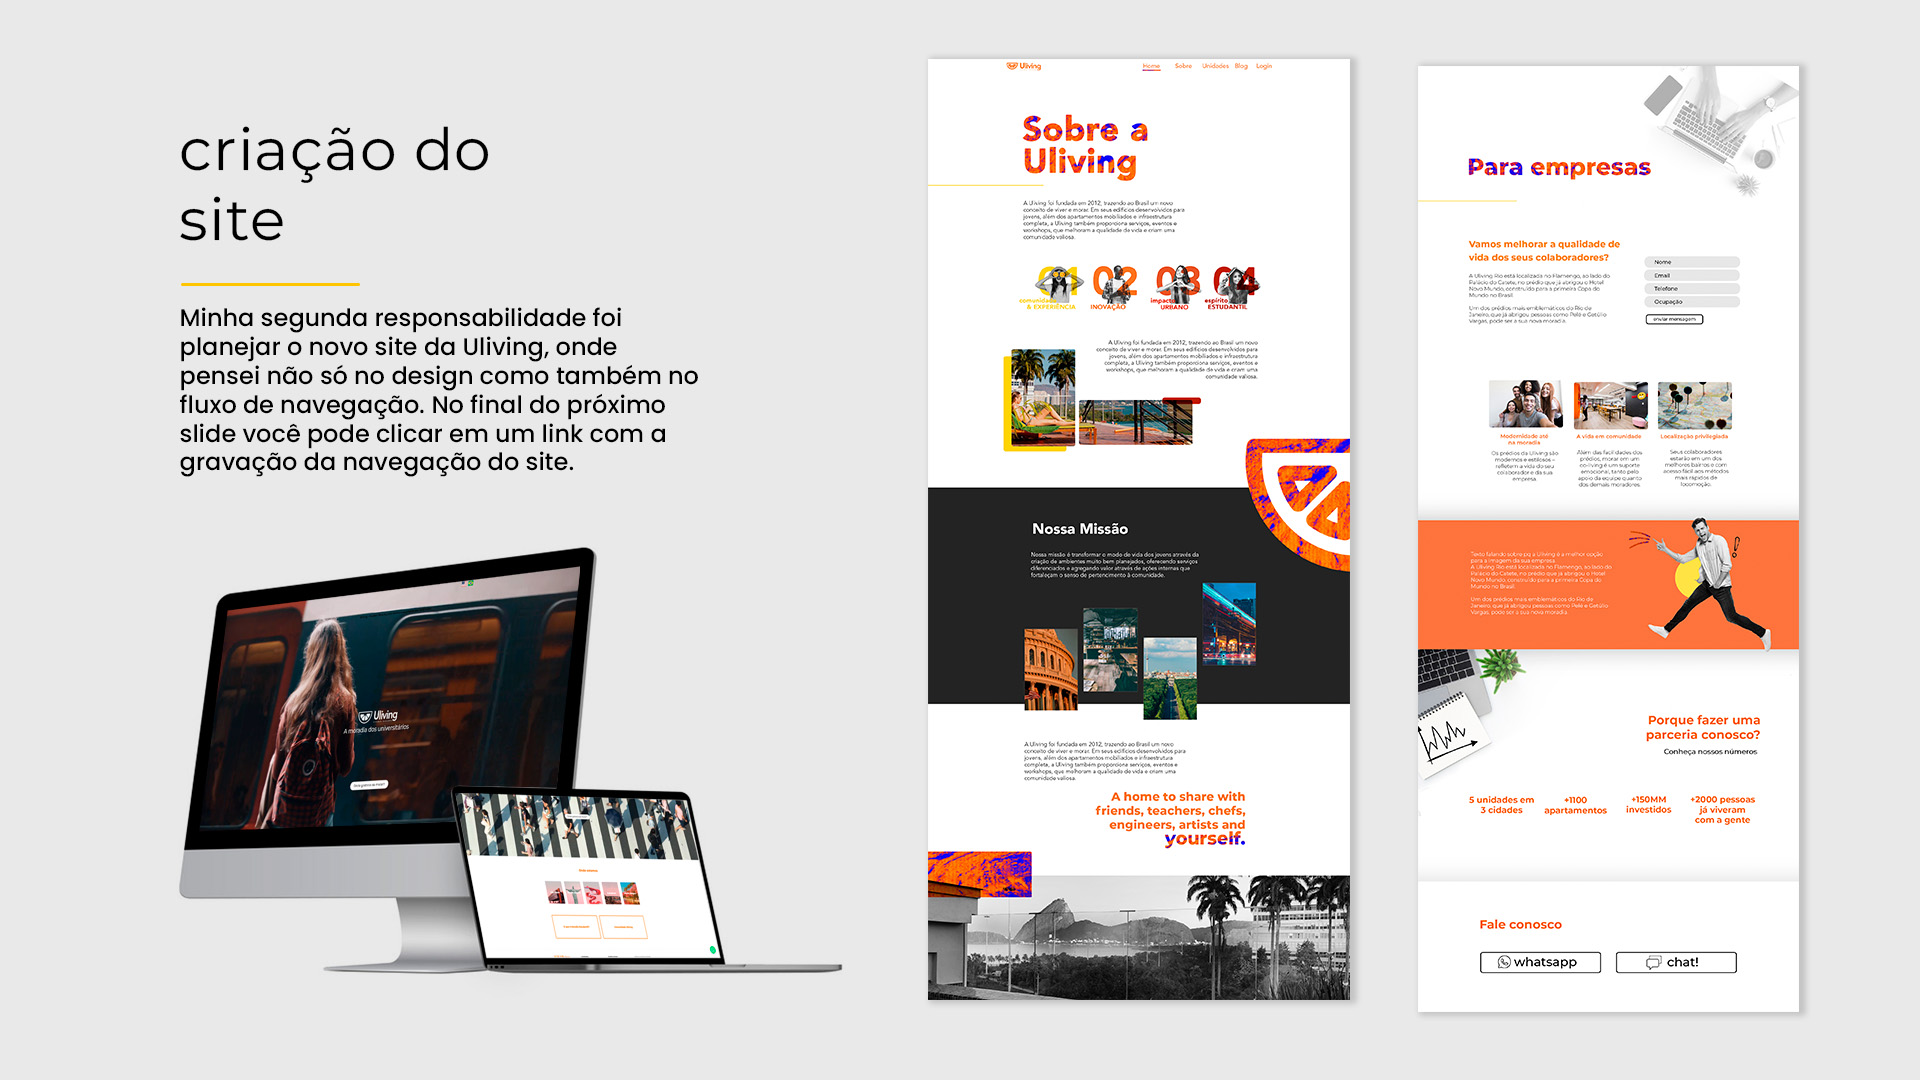 criação do
site
Minha segunda responsabilidade foi
planejar o novo site da Uliving, onde
pensei não só no design como também no
fluxo de navegação. No final do próximo
slide você pode clicar em um link com a
gravação da navegação do site.
Uliving
A moradia dos universitários
Uliving
Home Sobre Unidades Blog Login
Sobre a
Uliving
A Uliving foi fundada em 2012, trazendo ao Brasil um novo
conceito de viver e morar. Em seus edifícios desenvolvidos para
jovens, além dos apartamentos mobiliados e infraestrutura
completa, a Uliving também proporciona serviços, eventos e
workshops, que melhoram a qualidade de vida e criam uma
comunidade valiosa.
01 02 03 04
comunidade
& EXPERIÊNCIA
INOVAÇÃO
impacto
URBANO
espírito
ESTUDANTIL
A Uliving foi fundada em 2012, trazendo ao Brasil um novo
conceito de viver e morar. Em seus edifícios desenvolvidos para
jovens, além dos apartamentos mobiliados e infraestrutura
completa, a Uliving também proporciona serviços, eventos e
workshops, que melhoram a qualidade de vida e criam uma
comunidade valiosa.
Nossa Missão
Nossa missão é transformar o modo de vida dos jovens através da
criação de ambientes muito bem planejados, oferecendo serviços
diferenciados e agregando valor através de ações internas que
fortaleçam o senso de pertencimento à comunidade.
A Uliving foi fundada em 2012, trazendo ao Brasil um novo
conceito de viver e morar. Em seus edifícios desenvolvidos para
jovens, além dos apartamentos mobiliados e infraestrutura
completa, a Uliving também proporciona serviços, eventos e
workshops, que melhoram a qualidade de vida e criam uma
comunidade valiosa.
A home to share with
friends, teachers, chefs,
engineers, artists and
yourself.
Para empresas
Vamos melhorar a qualidade de
vida dos seus colaboradores?
A Uliving Rio está localizada no Flamengo, ao lado do
Palácio do Catete, no prédio que já abrigou o Hotel
Novo Mundo, construído para a primeira Copa do
Mundo no Brasil.
Um dos prédios mais emblemáticos do Rio de
Janeiro, que já abrigou pessoas como Pelé e Getúlio
Vargas, pode ser a sua nova moradia.
Nome
Email
Telefone
Ocupação
enviar mensagem
Modernidade até
na moradia
Os prédios da Uliving são
modernos e estilosos –
refletem a vida do seu
colaborador e da sua
empresa.
A vida em comunidade
Além das facilidades dos
prédios, morar em um
co-living é um suporte
emocional, tanto pelo
apoio da equipe quanto
dos demais moradores.
Localização privilegiada
Seus colaboradores
estarão em um dos
melhores bairros e com
acesso fácil aos métodos
mais rápidos de
locomoção.
Texto falando sobre pq a Uliving é a melhor opção
para a imagem da sua empresa
A Uliving Rio está localizada no Flamengo, ao lado do
Palácio do Catete, no prédio que já abrigou o Hotel
Novo Mundo, construído para a primeira Copa do
Mundo no Brasil.
Um dos prédios mais emblemáticos do Rio de
Janeiro, que já abrigou pessoas como Pelé e Getúlio
Vargas, pode ser a sua nova moradia.
Porque fazer uma
parceria conosco?
Conheça nossos números
5 unidades em
3 cidades
+1100
apartamentos
+150MM
investidos
+2000 pessoas
já viveram
com a gente
Fale conosco
whatsapp
chat!